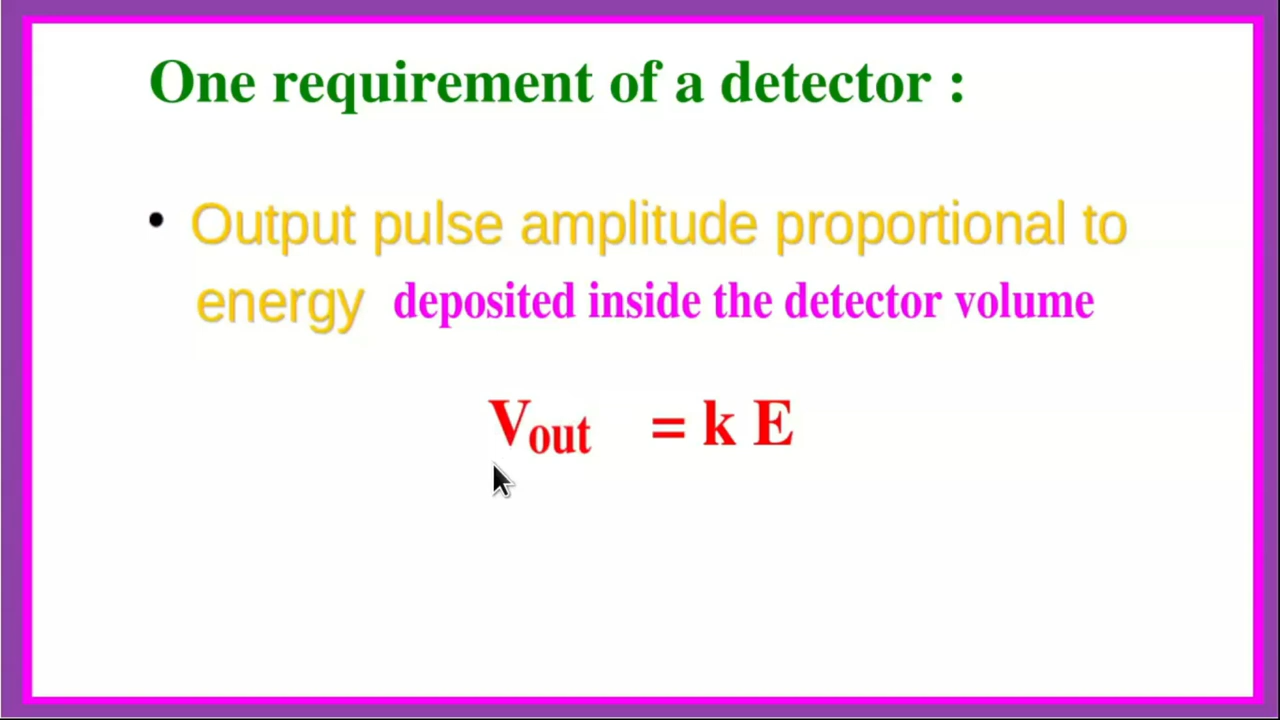 One requirement of a detector :
• Output pulse amplitude proportional to
energy deposited inside the detector volume
Vout = k E